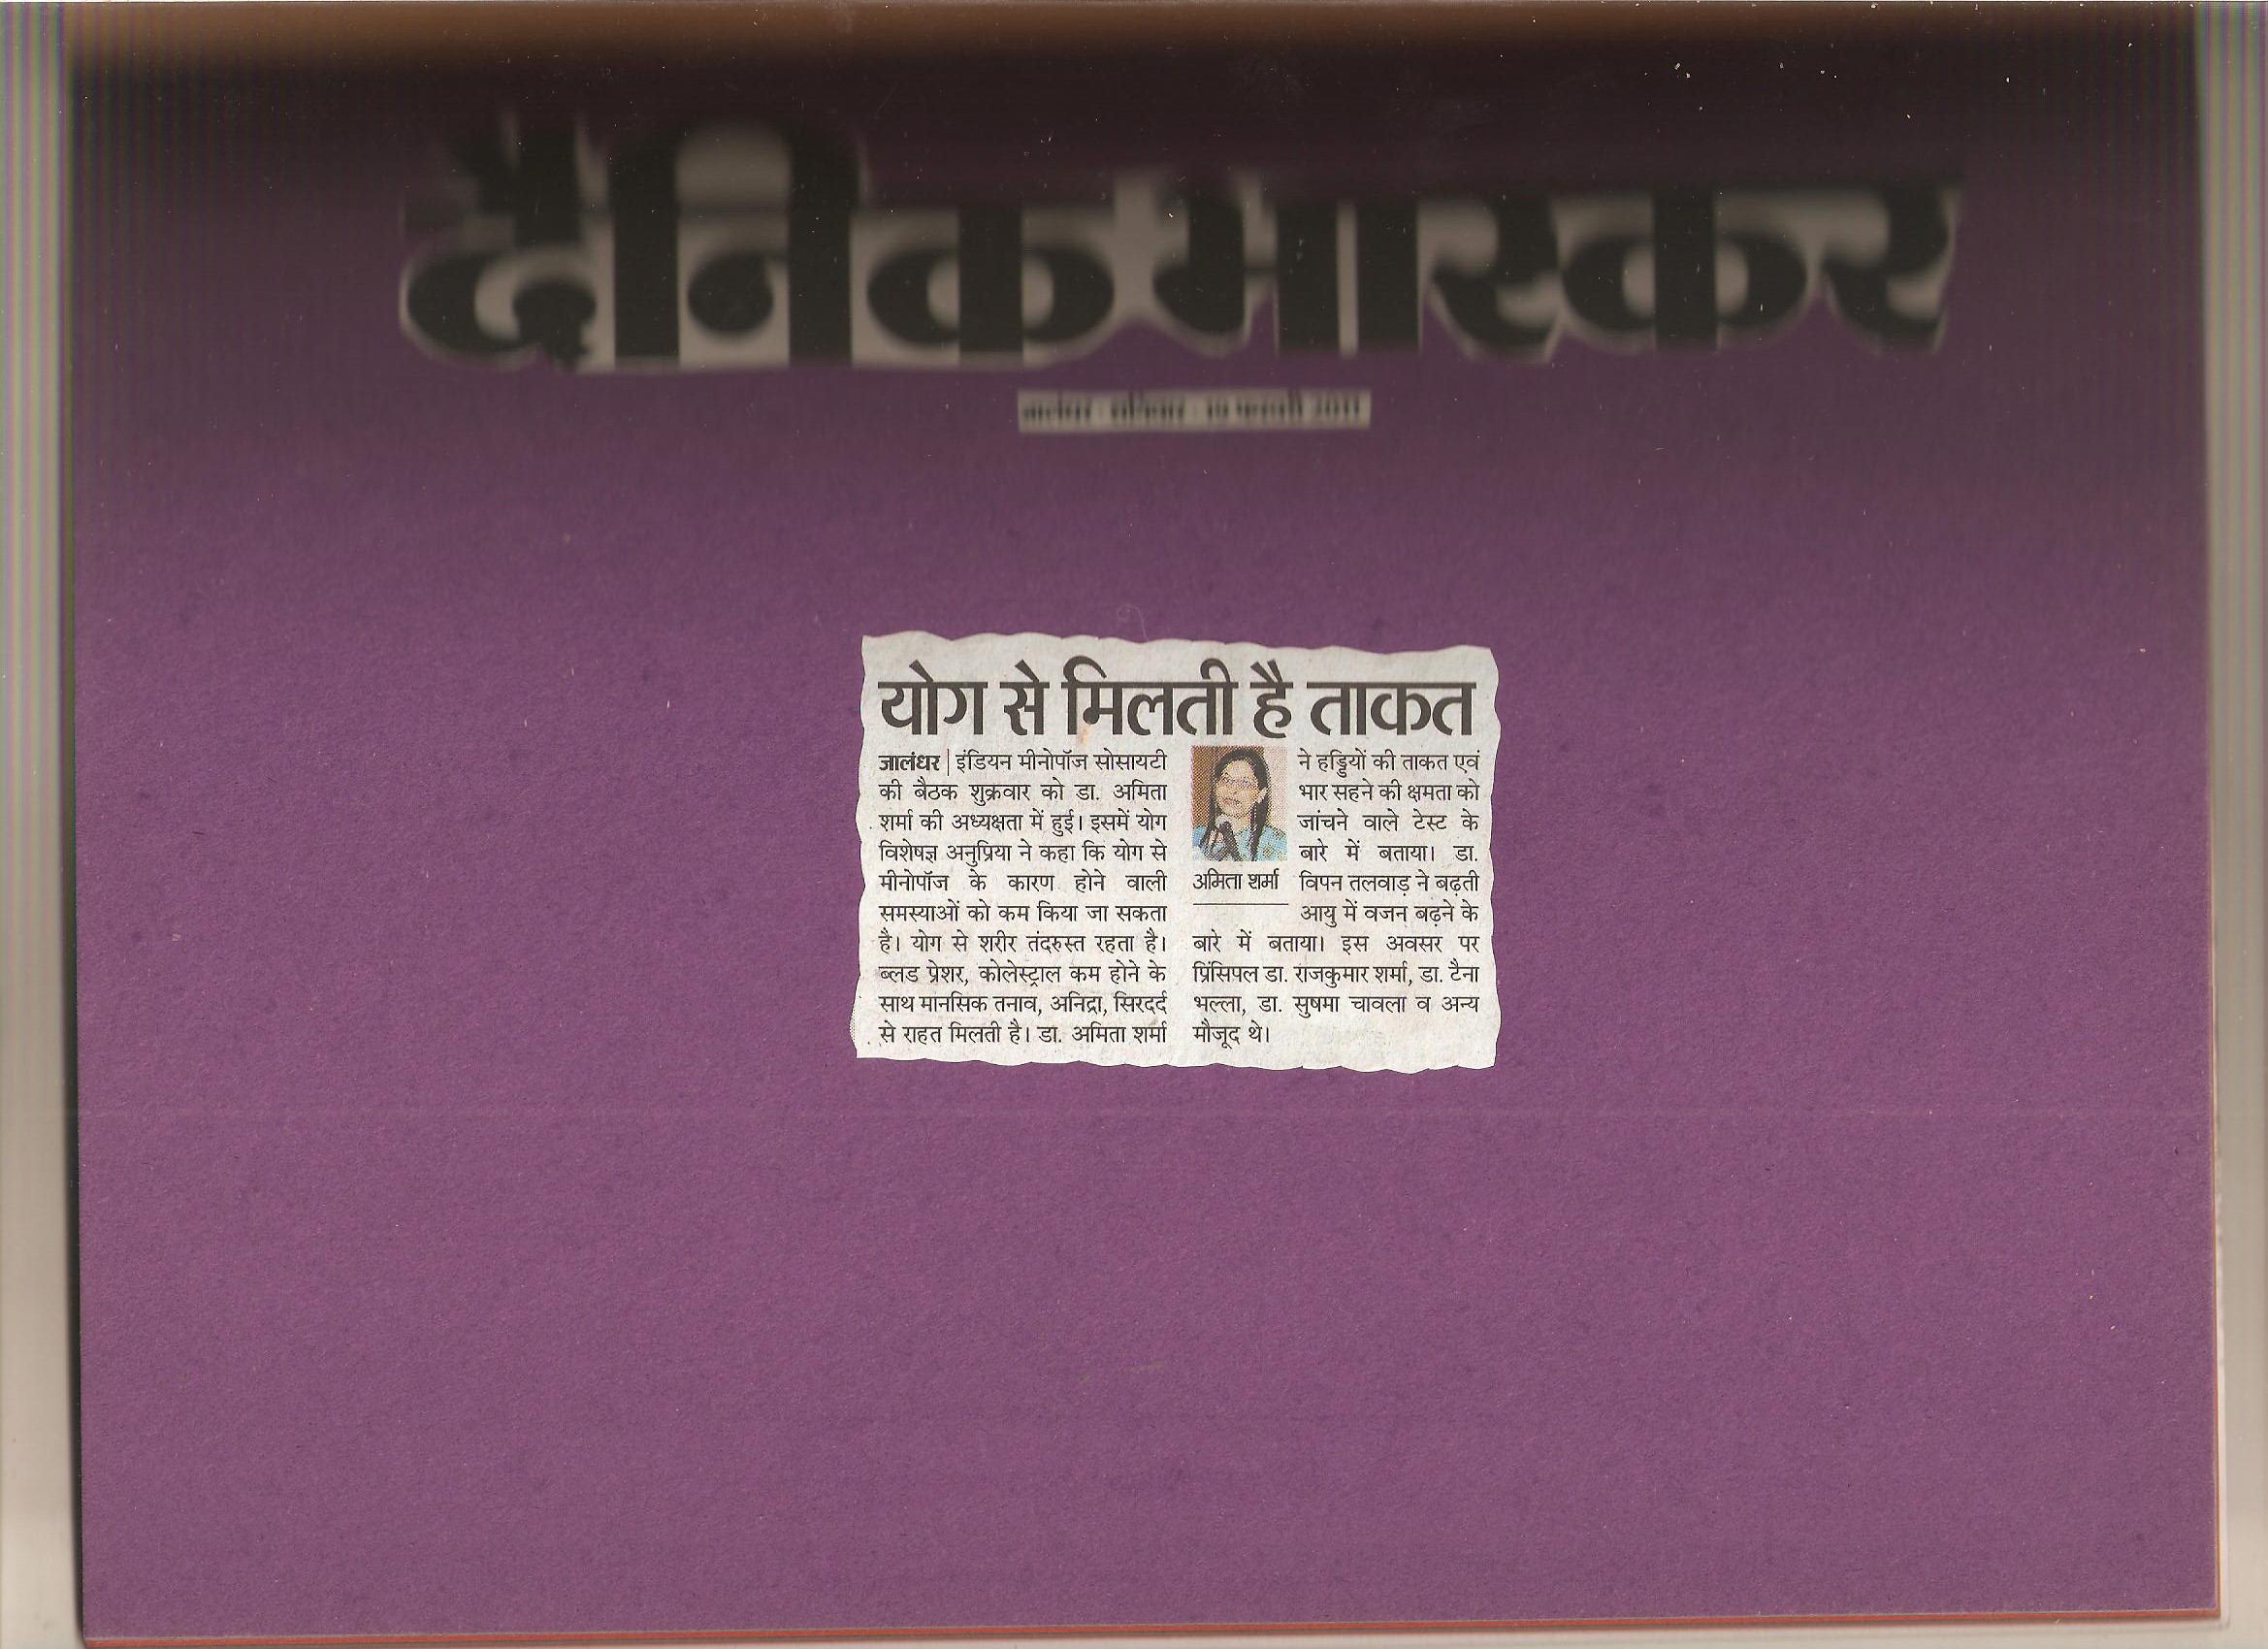 दैनिक भास्कर
2011
योग से मिलती है ताकत
जालंधर | इंडियन मीनोपॉज सोसायटी
की बैठक शुक्रवार को डा. अमिता
शर्मा की अध्यक्षता में हुई। इसमें योग
विशेषज्ञ अनुप्रिया ने कहा कि योग से
मीनोपॉज के कारण होने वाली
समस्याओं को कम किया जा सकता
है। योग से शरीर तंदरुस्त रहता है।
ब्लड प्रेशर, कोलेस्ट्राल कम होने के
साथ मानसिक तनाव, अनिद्रा, सिरदर्द
से राहत मिलती है। डा. अमिता शर्मा
अमिता शर्मा
ने हड्डियों की ताकत एवं
भार सहने की क्षमता को
जांचने वाले टेस्ट के
बारे में बताया। डा.
विपन तलवाड़ ने बढ़ती
आयु में वजन बढ़ने के
बारे में बताया। इस अवसर पर
प्रिंसिपल डा. राजकुमार शर्मा, डा. टैना
भल्ला, डा. सुषमा चावला व अन्य
मौजूद थे।